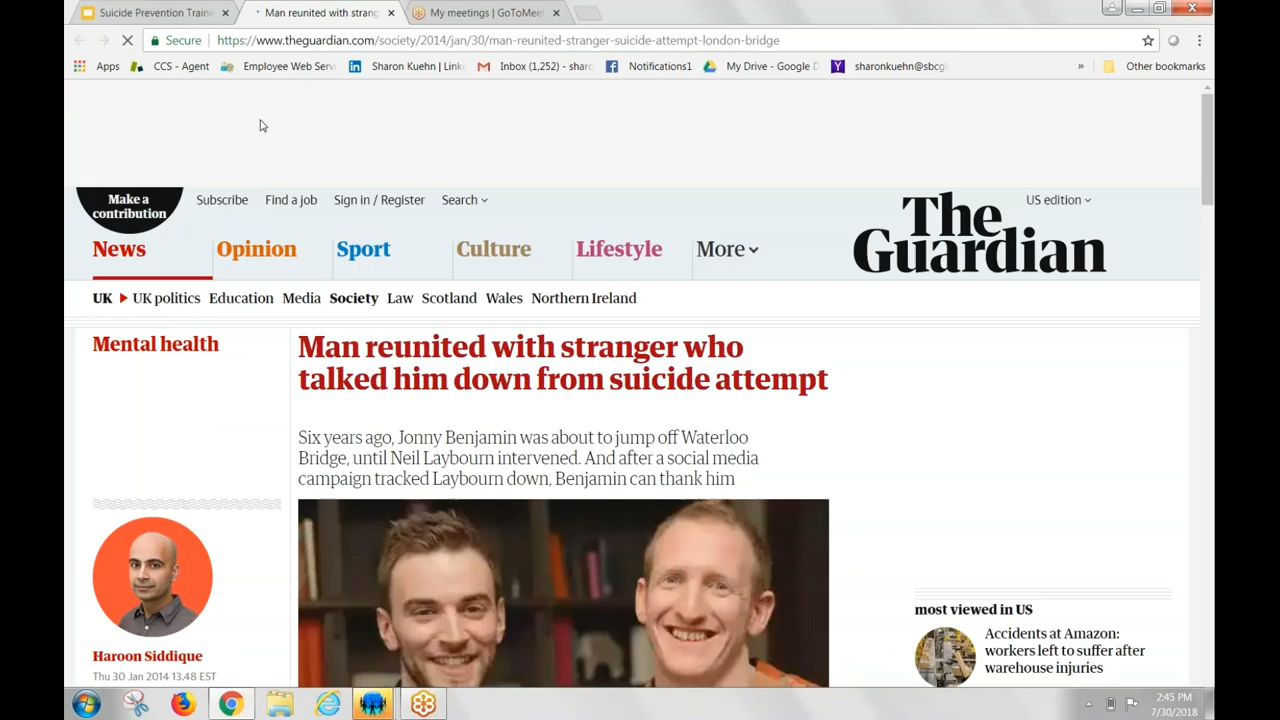 Suicide Prevention Traini
Man reunited with strang
My meetings | GoToMeet
Secure
https://www.theguardian.com/society/2014/jan/30/man-reunited-stranger-suicide-attempt-london-bridge
Apps
CCS - Agent
Employee Web Serv
Sharon Kuehn | Link
Inbox (1,252) - sharo
Notifications1
My Drive - Google D
sharonkuehn@sbcgl
»
Other bookmarks
Make a
contribution
Subscribe
Find a job
Sign in / Register
Search
US edition
The
Guardian
News
Opinion
Sport
Culture
Lifestyle
More
UK
UK politics
Education
Media
Society
Law
Scotland
Wales
Northern Ireland
Mental health
Man reunited with stranger who
talked him down from suicide attempt
Six years ago, Jonny Benjamin was about to jump off Waterloo
Bridge, until Neil Laybourn intervened. And after a social media
campaign tracked Laybourn down, Benjamin can thank him
Haroon Siddique
Thu 30 Jan 2014 13.48 EST
most viewed in US
Accidents at Amazon:
workers left to suffer after
warehouse injuries
2:45 PM
7/30/2018